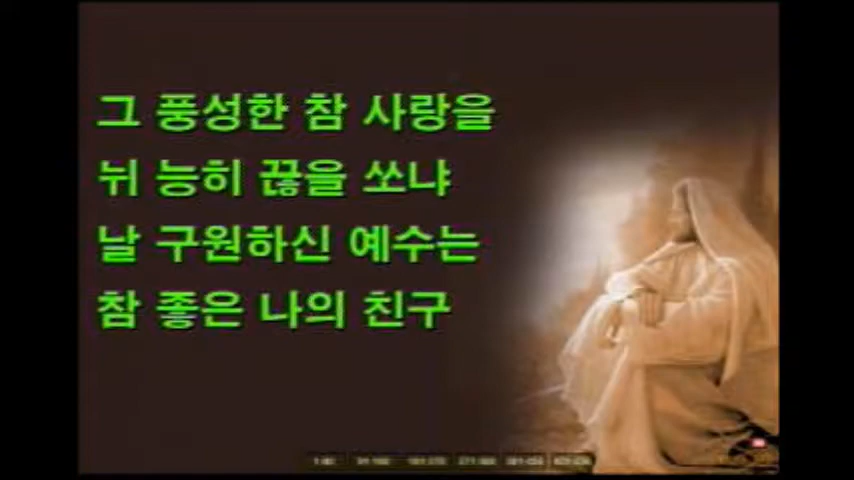 그 풍성한 참 사랑을
뉘 능히 끊을 쏘냐
날 구원하신 예수는
참 좋은 나의 친구